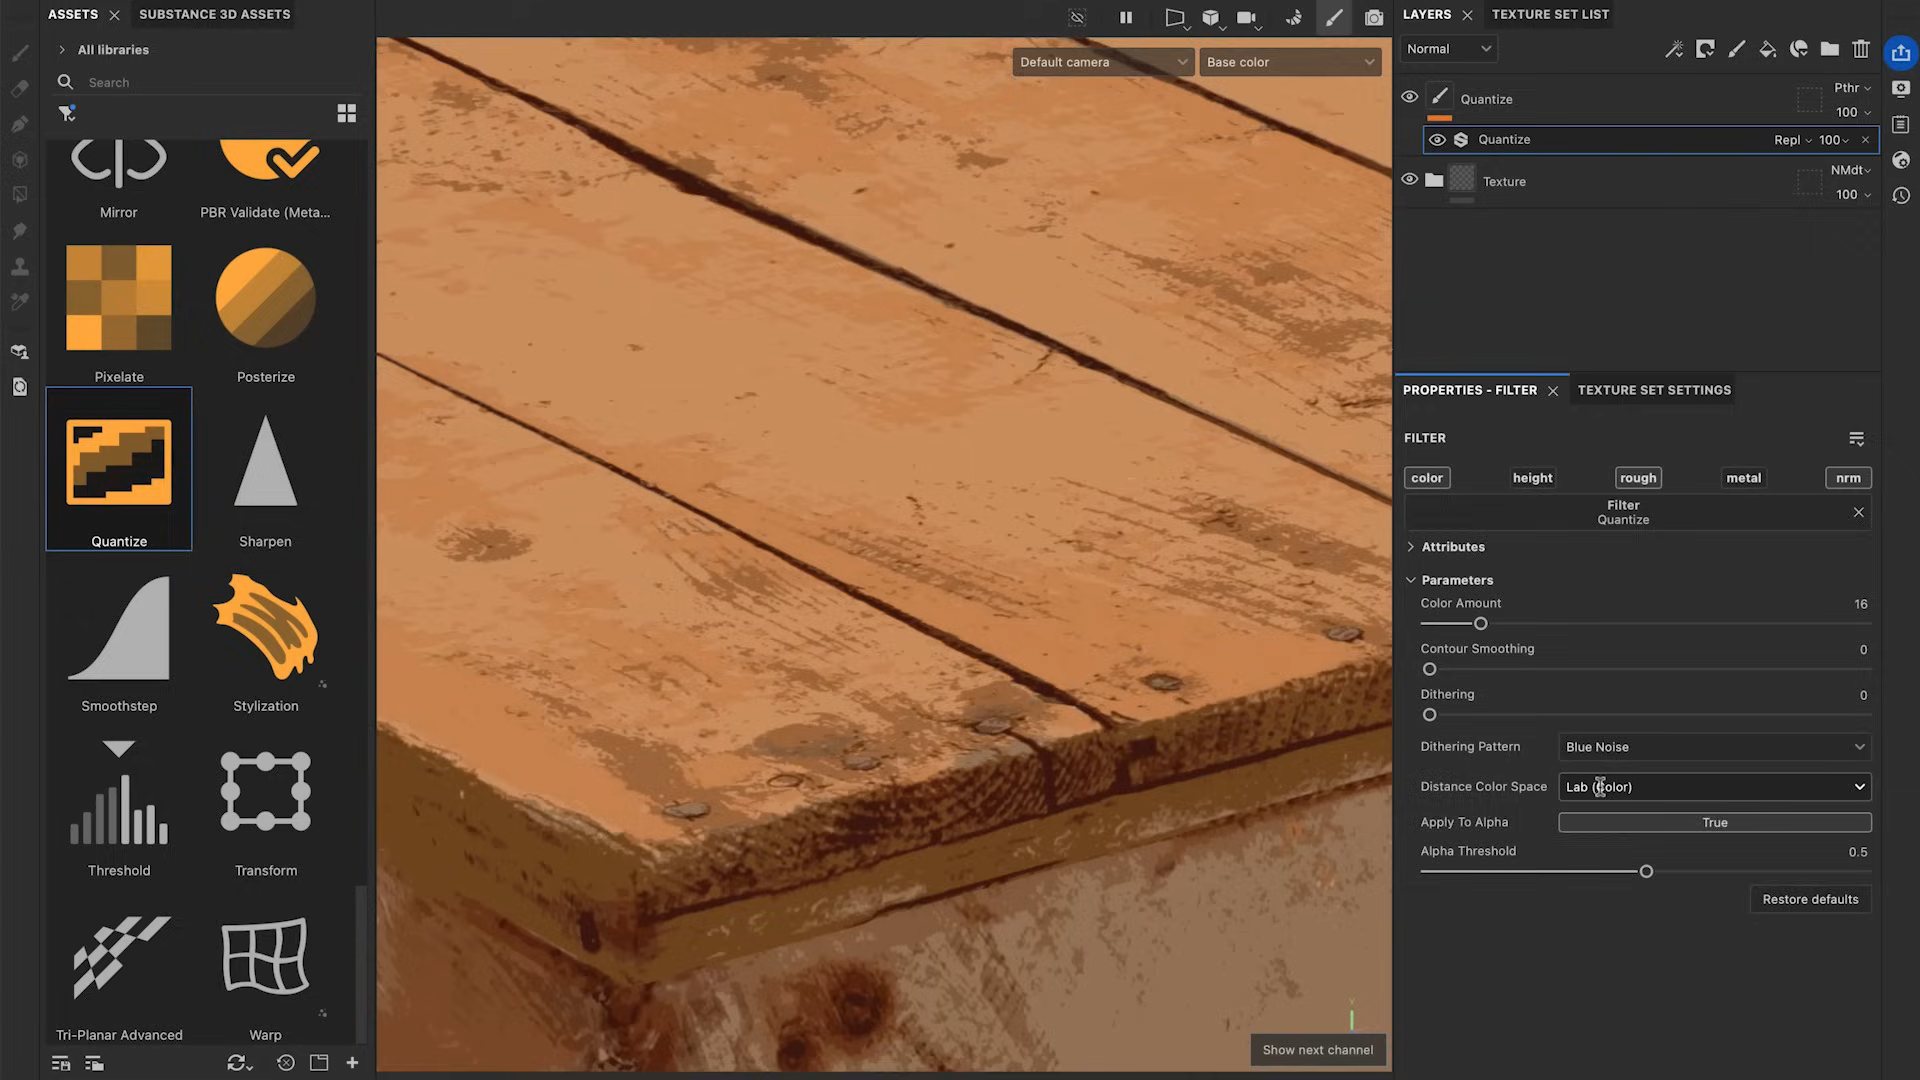 ASSETS
SUBSTANCE 3D ASSETS
All libraries
Search
Mirror
PBR Validate (Meta...
Pixelate
Posterize
Quantize
Sharpen
Smoothstep
Stylization
Threshold
Transform
Tri-Planar Advanced
Warp
Default camera
Base color
Show next channel
LAYERS
TEXTURE SET LIST
Normal
Quantize
Pthr
100
Quantize
Repl
100
Texture
NMdt
100
PROPERTIES - FILTER
TEXTURE SET SETTINGS
FILTER
color
height
rough
metal
nrm
Filter
Quantize
Attributes
Parameters
Color Amount
16
Contour Smoothing
0
Dithering
0
Dithering Pattern
Blue Noise
Distance Color Space
Lab (Color)
Apply To Alpha
True
Alpha Threshold
0.5
Restore defaults